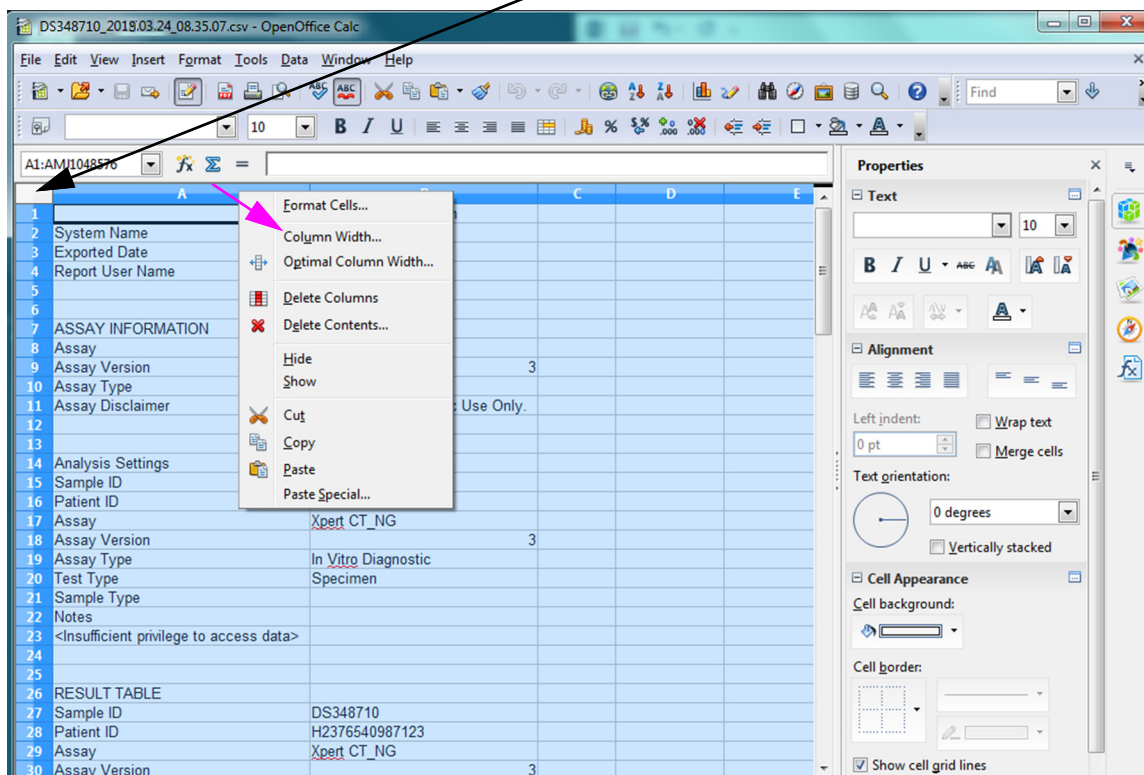 DS348710_2018.03.24_08.35.07.csv - OpenOffice Calc
File Edit View Insert Format Tools Data Window Help
Find
10
A1:AMJ1048576
A B C D E
1
2 System Name
3 Exported Date
4 Report User Name
5
6
7 ASSAY INFORMATION
8 Assay
9 Assay Version 3
10 Assay Type
11 Assay Disclaimer Use Only.
12
13
14 Analysis Settings
15 Sample ID
16 Patient ID
17 Assay Xpert CT_NG
18 Assay Version 3
19 Assay Type In Vitro Diagnostic
20 Test Type Specimen
21 Sample Type
22 Notes
23 <Insufficient privilege to access data>
24
25
26 RESULT TABLE
27 Sample ID DS348710
28 Patient ID H2376540987123
29 Assay Xpert CT_NG
30 Assay Version 3
Format Cells...
Column Width...
Optimal Column Width...
Delete Columns
Delete Contents...
Hide
Show
Cut
Copy
Paste
Paste Special...
Properties
Text
10
B I U ABC
Alignment
Left indent:
Wrap text
0 pt
Merge cells
Text orientation:
0 degrees
Vertically stacked
Cell Appearance
Cell background:
Cell border:
Show cell grid lines